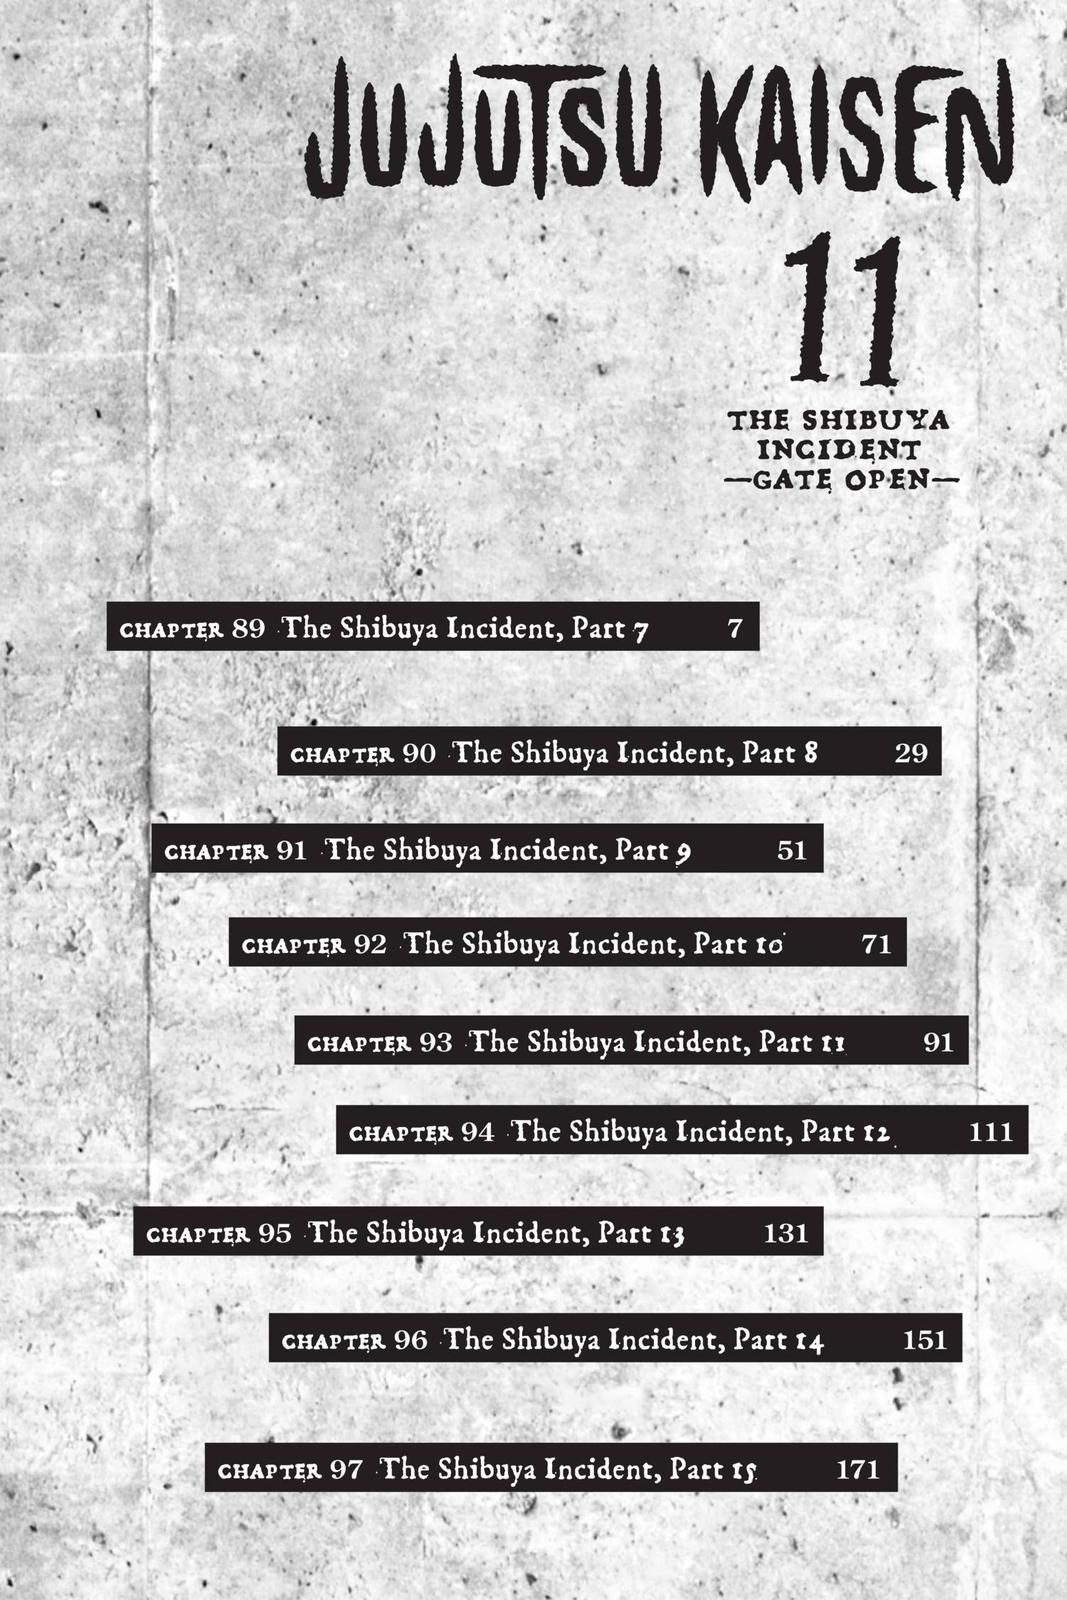 JUJUTSU KAISEN
11
THE SHIBUYA
INCIDENT
—GATE OPEN—
CHAPTER 89 The Shibuya Incident, Part 7 7
CHAPTER 90 The Shibuya Incident, Part 8 29
CHAPTER 91 The Shibuya Incident, Part 9 51
CHAPTER 92 The Shibuya Incident, Part 10 71
CHAPTER 93 The Shibuya Incident, Part 11 91
CHAPTER 94 The Shibuya Incident, Part 12 111
CHAPTER 95 The Shibuya Incident, Part 13 131
CHAPTER 96 The Shibuya Incident, Part 14 151
CHAPTER 97 The Shibuya Incident, Part 15 171